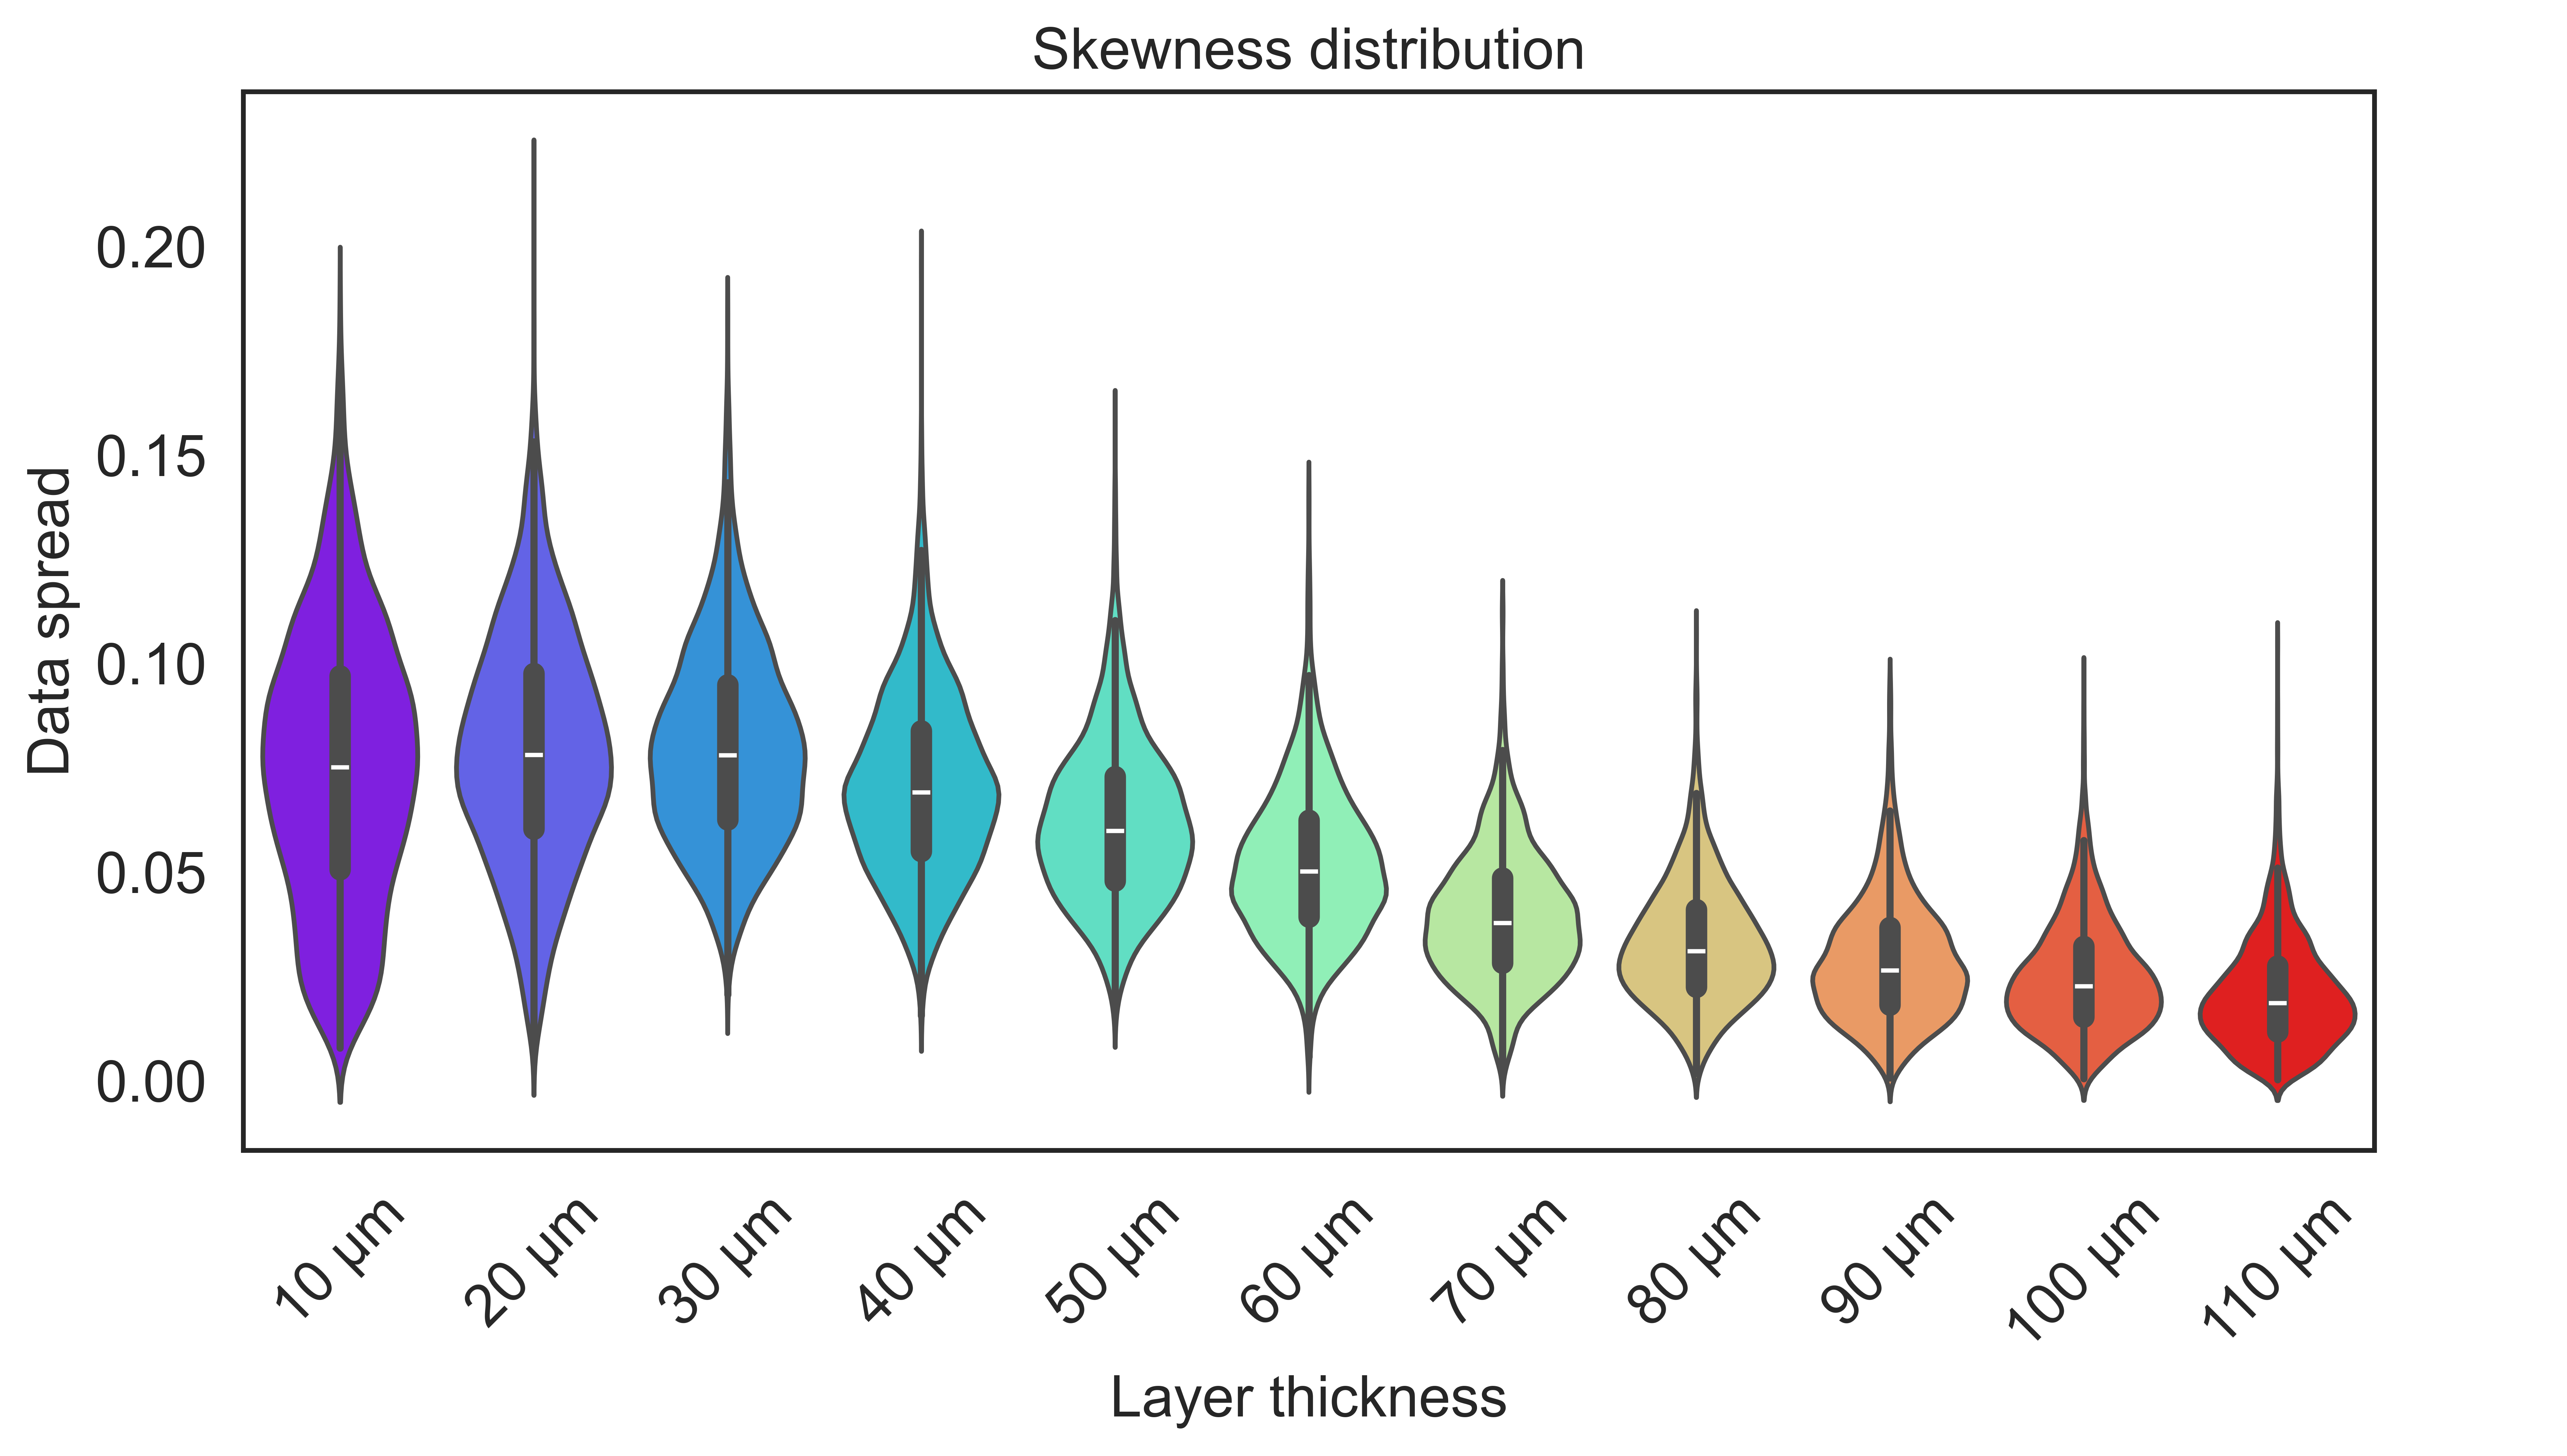 Skewness distribution
Data spread
0.20
0.15
0.10
0.05
0.00
10 μm
20 μm
30 μm
40 μm
50 μm
60 μm
70 μm
80 μm
90 μm
100 μm
110 μm
Layer thickness